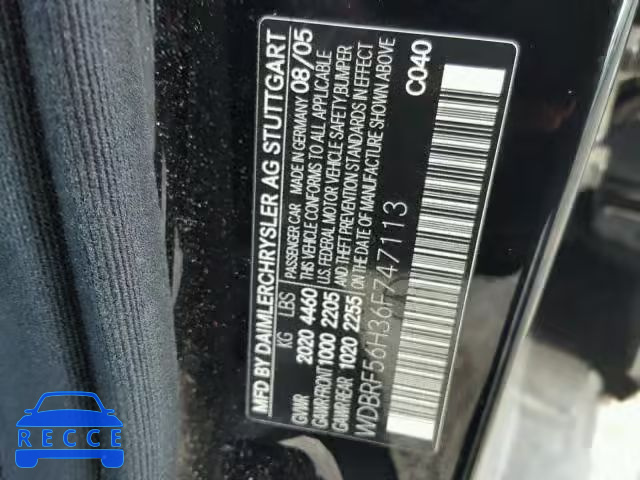 MFD BY DAIMLERCHRYSLER AG STUTTGART
PASSENGER CAR MADE IN GERMANY 08/05
KG LBS THIS VEHICLE CONFORMS TO ALL APPLICABLE
GVWR 2020 4460 U.S. FEDERAL MOTOR VEHICLE SAFETY BUMPER
GAWR/FRONT 1000 2205 AND THEFT PREVENTION STANDARDS IN EFFECT
GAWR/REAR 1020 2255 ON THE DATE OF MANUFACTURE SHOWN ABOVE
WDBRF56H36F747113 C040
RECCE